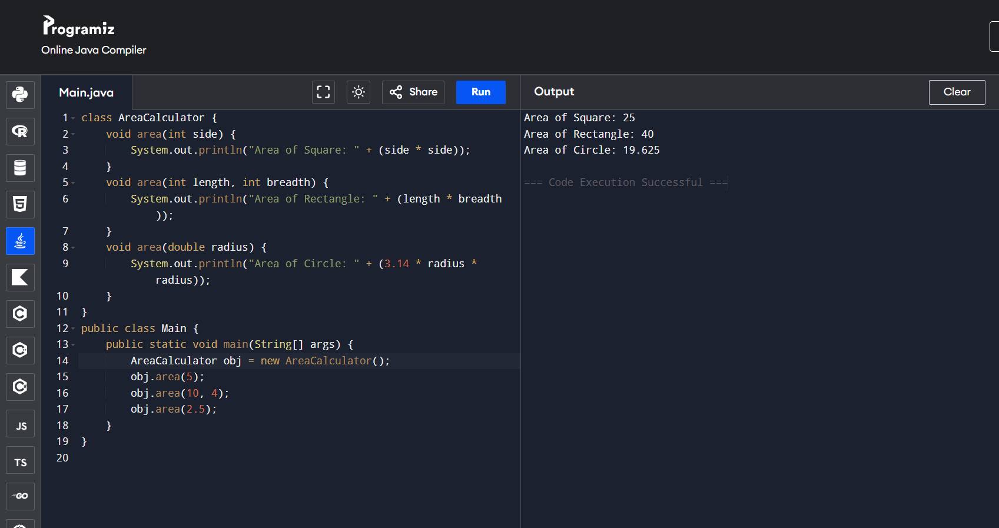 Programiz
Online Java Compiler
Main.java
Share
Run
Output
Clear
1 class AreaCalculator {
2     void area(int side) {
3         System.out.println("Area of Square: " + (side * side));
4     }
5     void area(int length, int breadth) {
6         System.out.println("Area of Rectangle: " + (length * breadth
            ));
7     }
8     void area(double radius) {
9         System.out.println("Area of Circle: " + (3.14 * radius *
            radius));
10     }
11 }
12 public class Main {
13     public static void main(String[] args) {
14         AreaCalculator obj = new AreaCalculator();
15         obj.area(5);
16         obj.area(10, 4);
17         obj.area(2.5);
18     }
19 }
20
Area of Square: 25
Area of Rectangle: 40
Area of Circle: 19.625
=== Code Execution Successful ===
R
5
C
C++
C#
JS
TS
GO